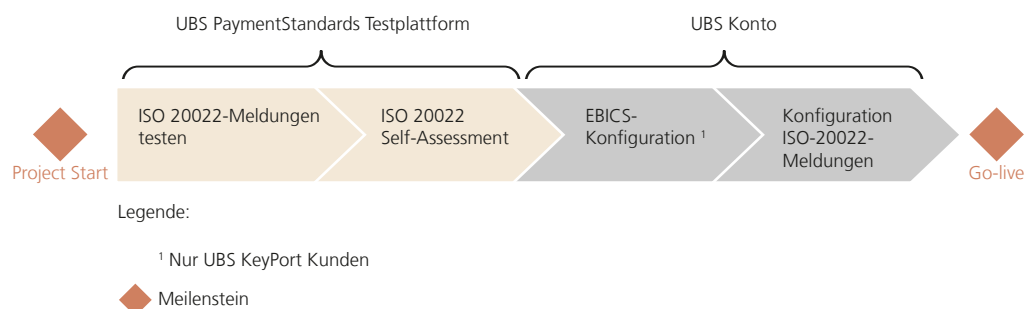 UBS PaymentStandards Testplattform
UBS Konto
ISO 20022-Meldungen
testen
ISO 20022
Self-Assessment
EBICS-
Konfiguration ¹
Konfiguration
ISO-20022-
Meldungen
Project Start
Go-live
Legende:
¹ Nur UBS KeyPort Kunden
Meilenstein